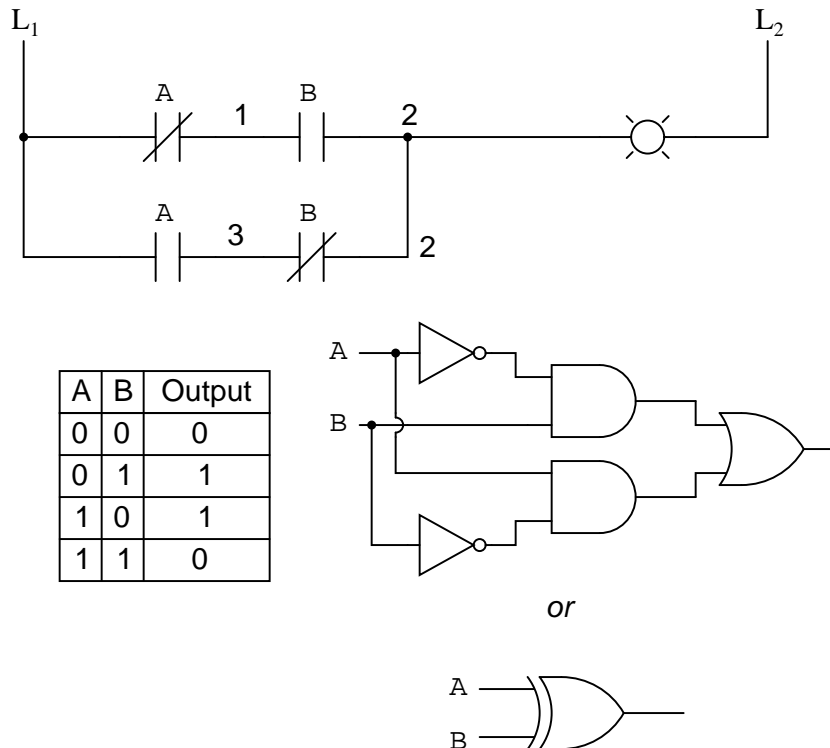 L1 L2
A 1 B 2
A 3 B 2
A
B
A B Output
0 0 0
0 1 1
1 0 1
1 1 0
or
A
B